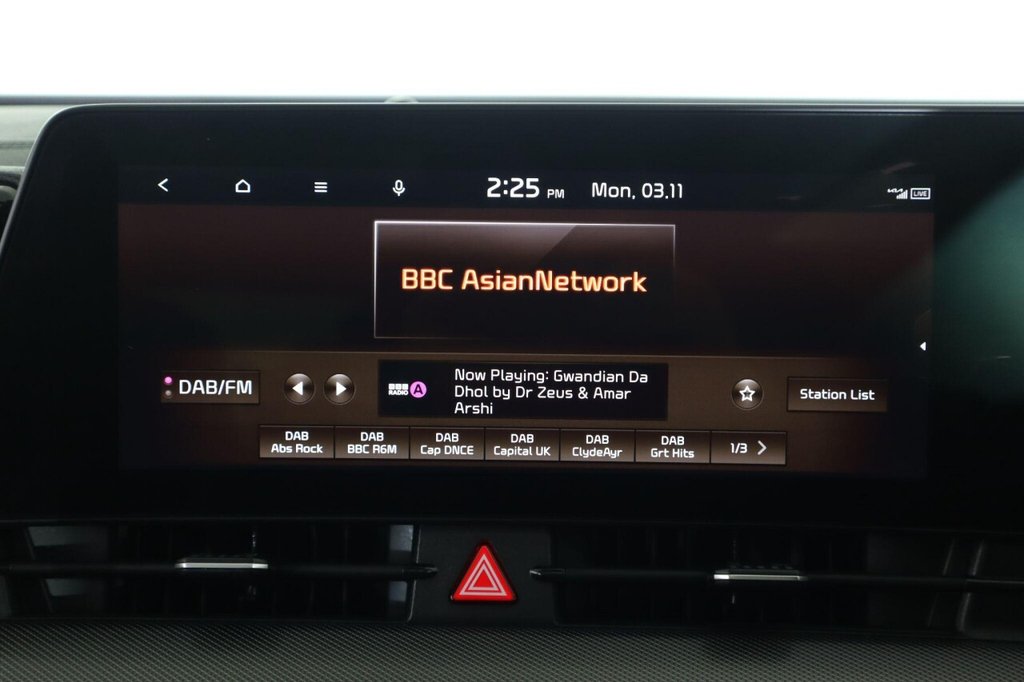 2:25 PM Mon, 03.11
LIVE
BBC AsianNetwork
DAB/FM
BBC
RADIO
A
Now Playing: Gwandian Da
Dhol by Dr Zeus & Amar
Arshi
Station List
DAB
Abs Rock
DAB
BBC R6M
DAB
Cap DNCE
DAB
Capital UK
DAB
ClydeAyr
DAB
Grt Hits
1/3